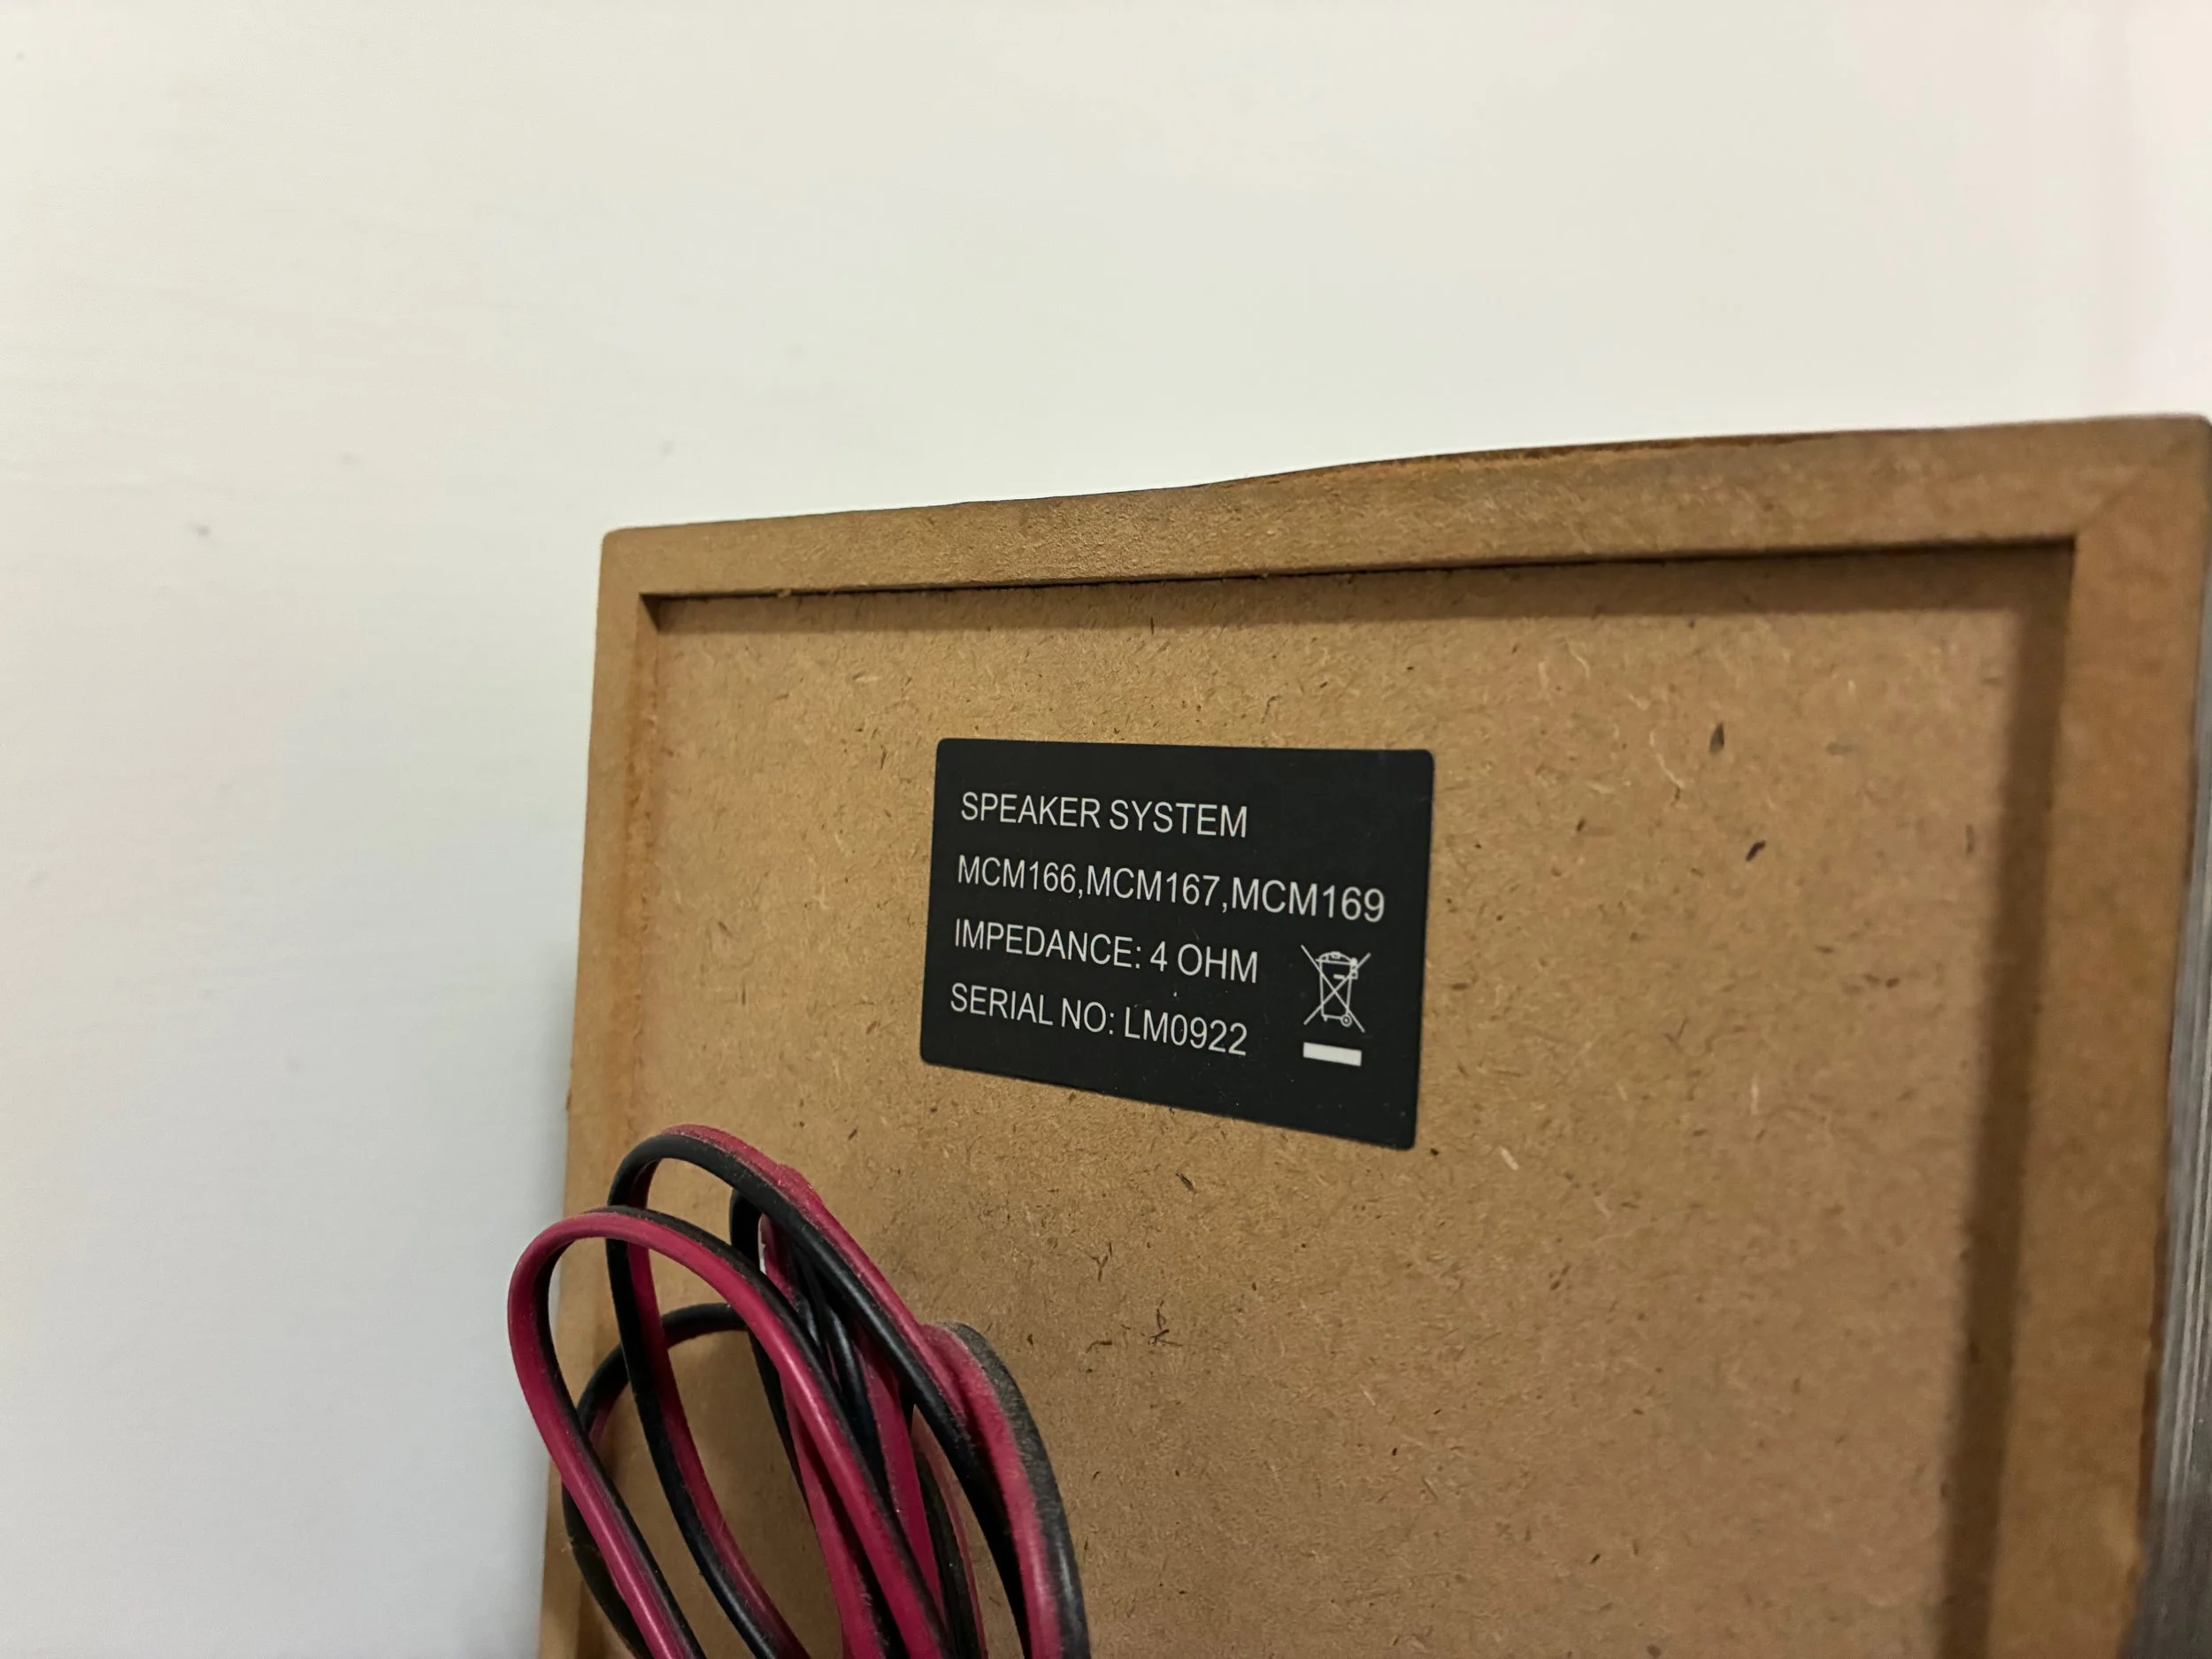 SPEAKER SYSTEM
MCM166,MCM167,MCM169
IMPEDANCE: 4 OHM
SERIAL NO: LM0922